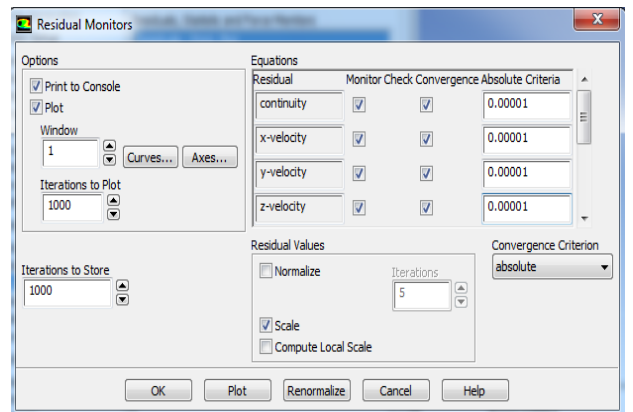 Residual Monitors
Options
Print to Console
Plot
Window
1
Curves...
Axes...
Iterations to Plot
1000
Iterations to Store
1000
Equations
Residual Monitor Check Convergence Absolute Criteria
continuity 0.00001
x-velocity 0.00001
y-velocity 0.00001
z-velocity 0.00001
Residual Values
Normalize
Iterations
5
Scale
Compute Local Scale
Convergence Criterion
absolute
OK Plot Renormalize Cancel Help